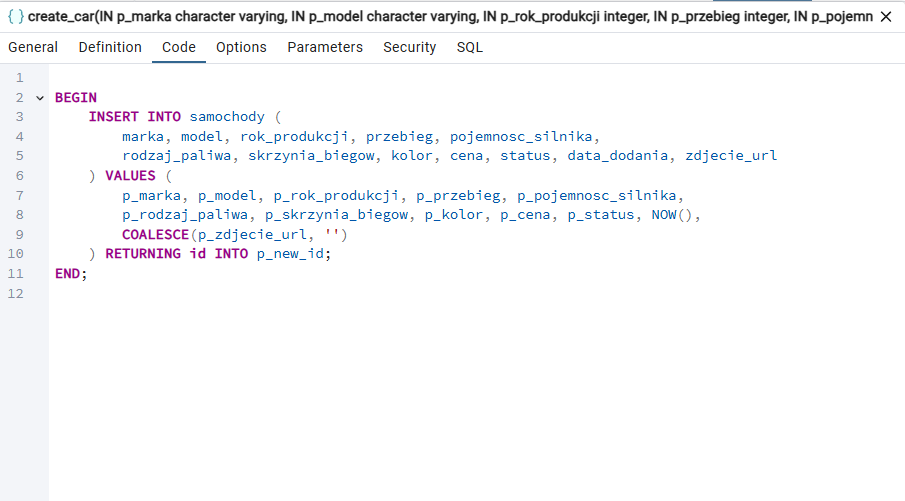 { } create_car(IN p_marka character varying, IN p_model character varying, IN p_rok_produkcji integer, IN p_przebieg integer, IN p_pojemn
General Definition Code Options Parameters Security SQL
1
2 BEGIN
3 INSERT INTO samochody (
4 marka, model, rok_produkcji, przebieg, pojemnosc_silnika,
5 rodzaj_paliwa, skrzynia_biegow, kolor, cena, status, data_dodania, zdjecie_url
6 ) VALUES (
7 p_marka, p_model, p_rok_produkcji, p_przebieg, p_pojemnosc_silnika,
8 p_rodzaj_paliwa, p_skrzynia_biegow, p_kolor, p_cena, p_status, NOW(),
9 COALESCE(p_zdjecie_url, '')
10 ) RETURNING id INTO p_new_id;
11 END;
12